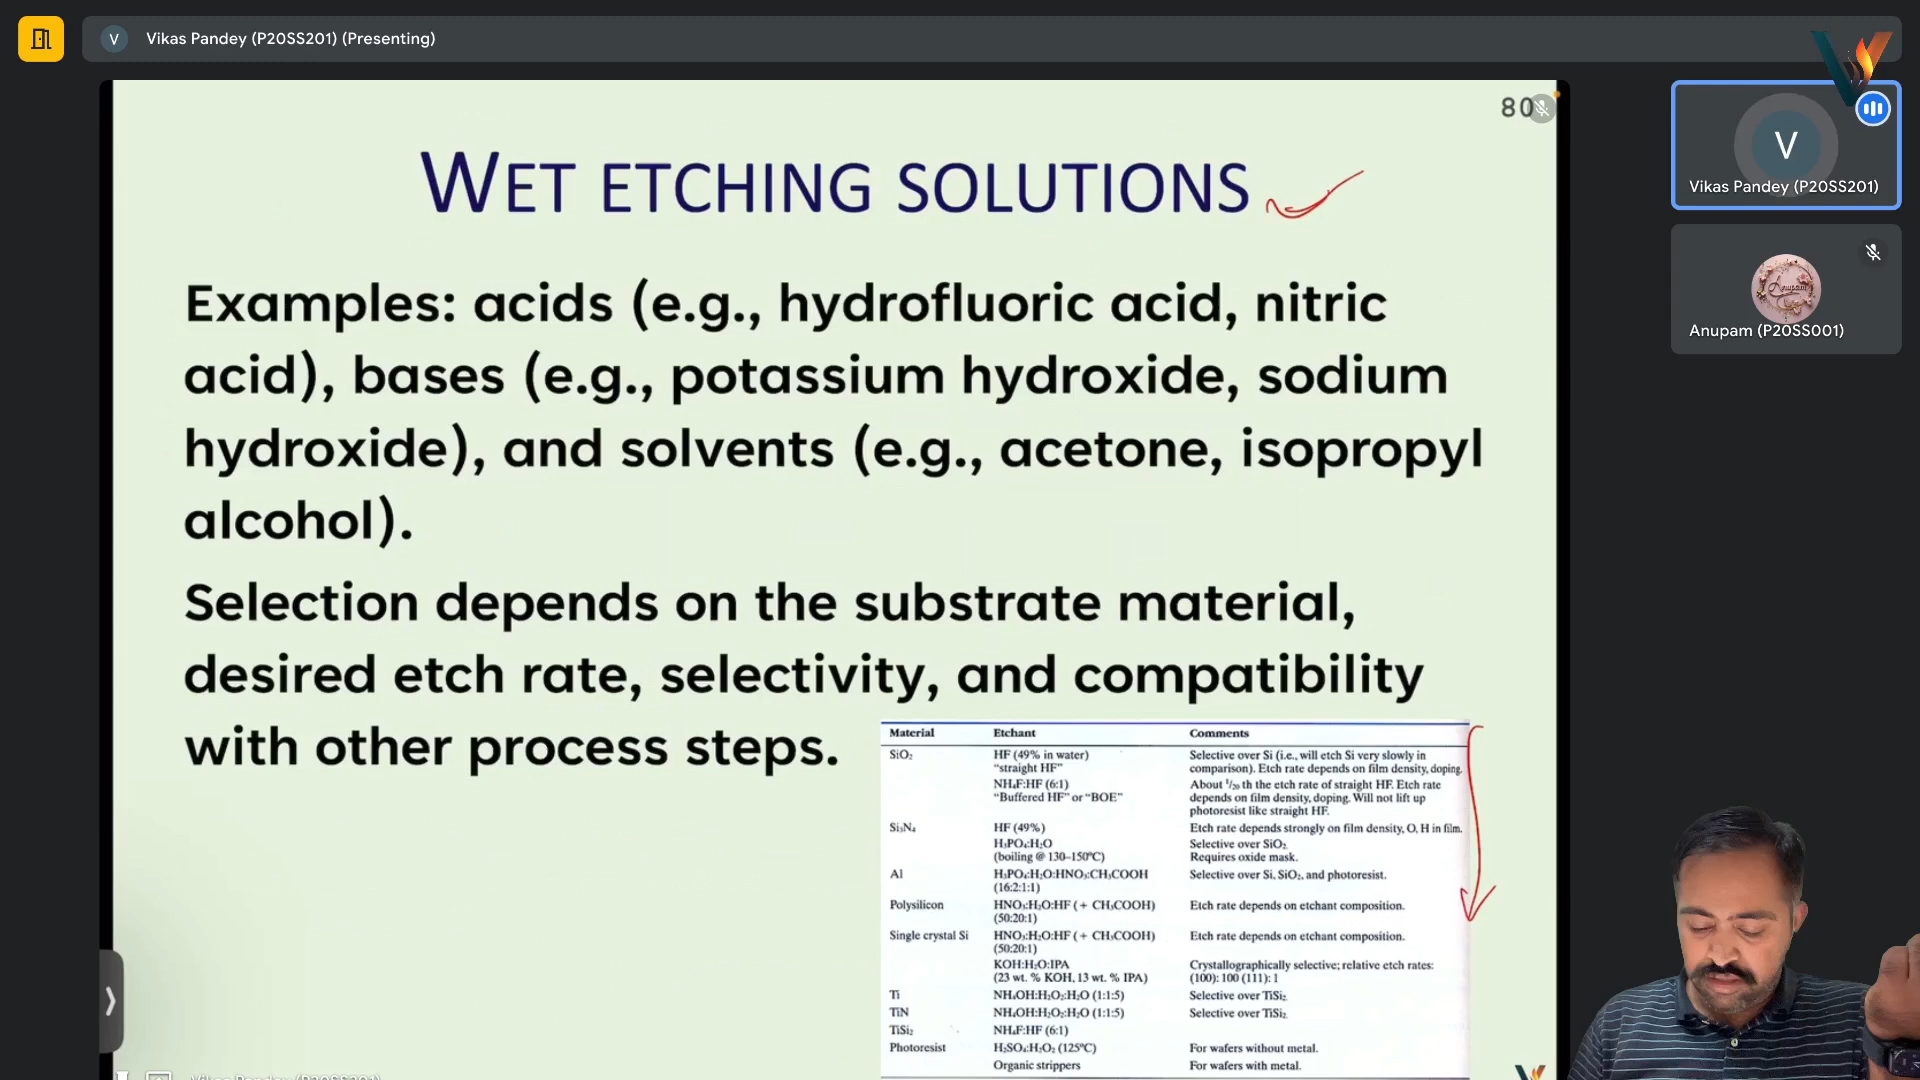 V Vikas Pandey (P20SS201) (Presenting)
80
WET ETCHING SOLUTIONS
Examples: acids (e.g., hydrofluoric acid, nitric
acid), bases (e.g., potassium hydroxide, sodium
hydroxide), and solvents (e.g., acetone, isopropyl
alcohol).
Selection depends on the substrate material,
desired etch rate, selectivity, and compatibility
with other process steps.
Material Etchant Comments
SiO₂ HF (49% in water) Selective over Si (i.e., will etch Si very slowly in
"straight HF" comparison). Etch rate depends on film density, doping.
NH₄F:HF (6:1) About 1/20 th the etch rate of straight HF. Etch rate
"Buffered HF" or "BOE" depends on film density, doping. Will not lift up
photoresist like straight HF.
Si₃N₄ HF (49%) Etch rate depends strongly on film density, O, H in film.
H₃PO₄:H₂O Selective over SiO₂.
(boiling @ 130–150°C) Requires oxide mask.
Al H₃PO₄:H₂O:HNO₃:CH₃COOH Selective over Si, SiO₂, and photoresist.
(16:2:1:1)
Polysilicon HNO₃:H₂O:HF (+ CH₃COOH) Etch rate depends on etchant composition.
(50:20:1)
Single crystal Si HNO₃:H₂O:HF (+ CH₃COOH) Etch rate depends on etchant composition.
(50:20:1)
KOH:H₂O:IPA Crystallographically selective; relative etch rates:
(23 wt. % KOH, 13 wt. % IPA) (100): 100 (111): 1
Ti NH₄OH:H₂O₂:H₂O (1:1:5) Selective over TiSi₂.
TiN NH₄OH:H₂O₂:H₂O (1:1:5) Selective over TiSi₂.
TiSi₂ NH₄F:HF (6:1)
Photoresist H₂SO₄:H₂O₂ (125°C) For wafers without metal.
Organic strippers For wafers with metal.
Vikas Pandey (P20SS201)
V
Vikas Pandey (P20SS201)
Anupam
Anupam (P20SS001)